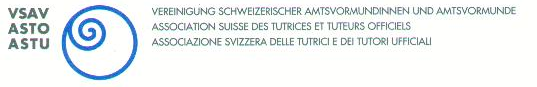 VSAV
ASTO
ASTU
VEREINIGUNG SCHWEIZERISCHER AMTSVORMUNDINNEN UND AMTSVORMUNDE
ASSOCIATION SUISSE DES TUTRICES ET TUTEURS OFFICIELS
ASSOCIAZIONE SVIZZERA DELLE TUTRICI E DEI TUTORI UFFICIALI